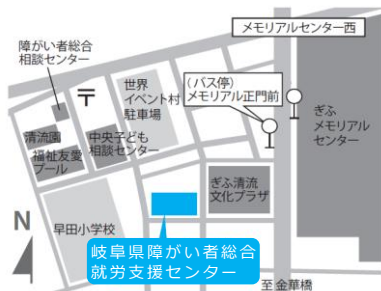 メモリアルセンター西
障がい者総合
相談センター
世界
イベント村
駐車場
(バス停)
メモリアル正門前
ぎふ
メモリアル
センター
清流園
福祉友愛
プール
中央子ども
相談センター
ぎふ清流
文化プラザ
N
早田小学校
岐阜県障がい者総合
就労支援センター
至 金華橋